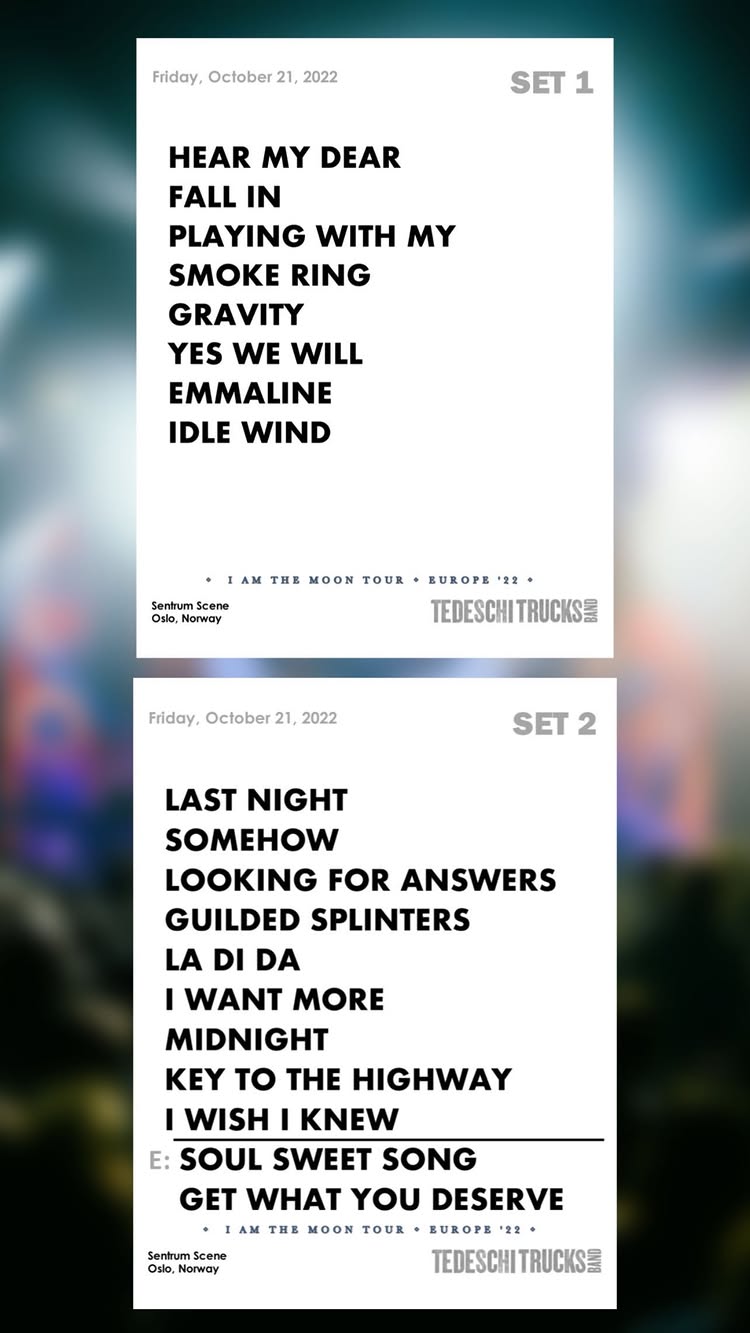 Friday, October 21, 2022
SET 1
HEAR MY DEAR
FALL IN
PLAYING WITH MY
SMOKE RING
GRAVITY
YES WE WILL
EMMALINE
IDLE WIND
I AM THE MOON TOUR ⬥ EUROPE '22
Sentrum Scene
Oslo, Norway
TEDESCHI TRUCKS BAND
Friday, October 21, 2022
SET 2
LAST NIGHT
SOMEHOW
LOOKING FOR ANSWERS
GUILDED SPLINTERS
LA DI DA
I WANT MORE
MIDNIGHT
KEY TO THE HIGHWAY
I WISH I KNEW
E: SOUL SWEET SONG
GET WHAT YOU DESERVE
I AM THE MOON TOUR ⬥ EUROPE '22
Sentrum Scene
Oslo, Norway
TEDESCHI TRUCKS BAND